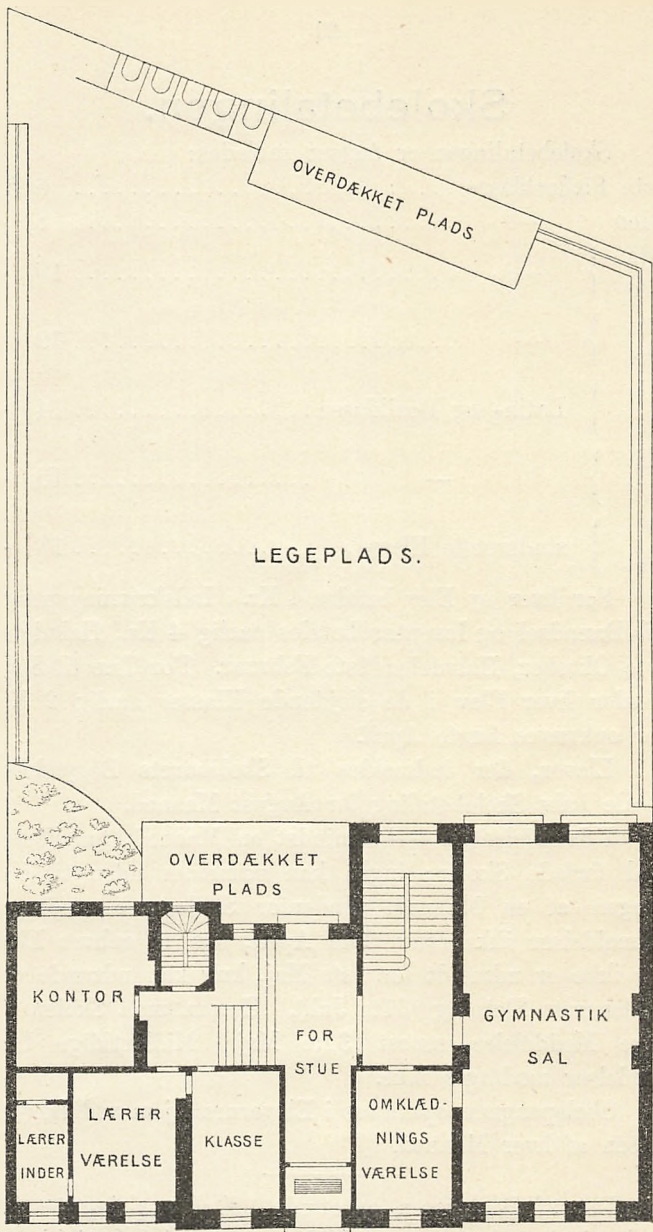 OVERDÆKKET PLADS
LEGEPLADS.
OVERDÆKKET
PLADS
KONTOR
FOR
STUE
GYMNASTIK
SAL
LÆRER
INDER
LÆRER
VÆRELSE
KLASSE
OMKLÆD-
NINGS
VÆRELSE